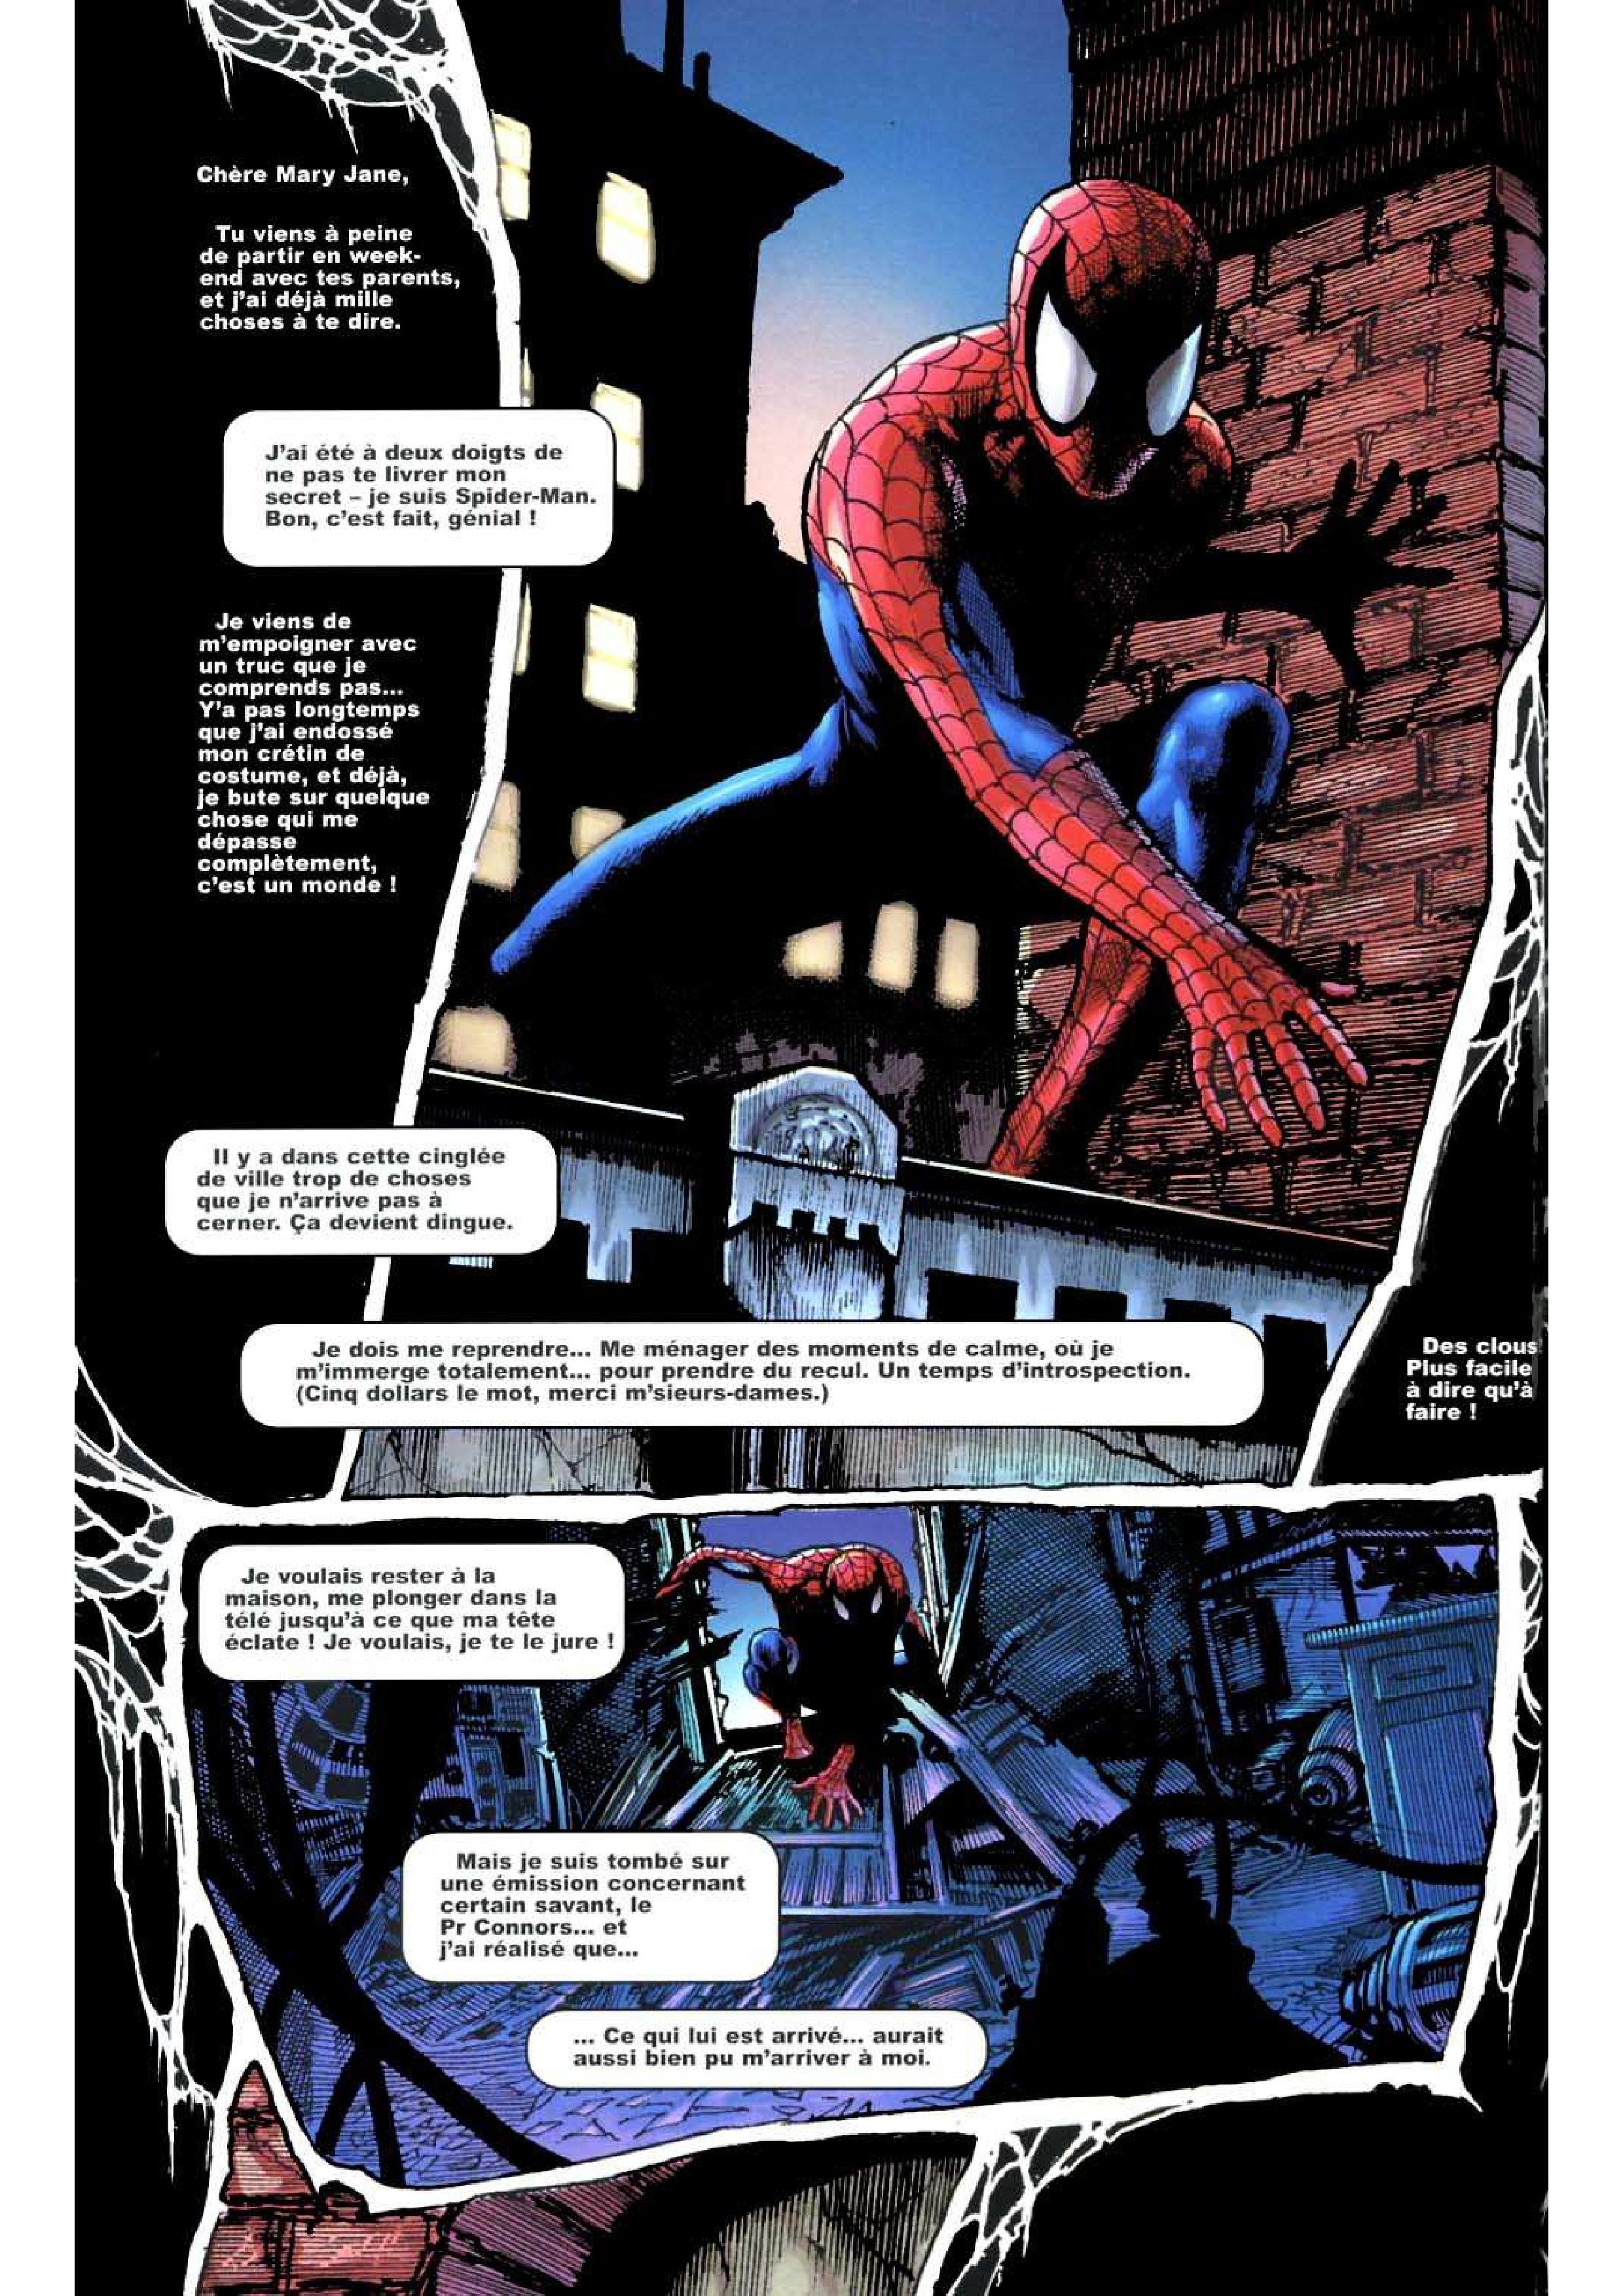 Chère Mary Jane,
Tu viens à peine
de partir en week-
end avec tes parents,
et j'ai déjà mille
choses à te dire.
J'ai été à deux doigts de
ne pas te livrer mon
secret – je suis Spider-Man.
Bon, c'est fait, génial !
Je viens de
m'empoigner avec
un truc que je
comprends pas...
Y'a pas longtemps
que j'ai endossé
mon crétin de
costume, et déjà,
je bute sur quelque
chose qui me
dépasse
complètement,
c'est un monde !
Il y a dans cette cinglée
de ville trop de choses
que je n'arrive pas à
cerner. Ça devient dingue.
Je dois me reprendre... Me ménager des moments de calme, où je
m'immerge totalement... pour prendre du recul. Un temps d'introspection.
(Cinq dollars le mot, merci m'sieurs-dames.)
Des clous
Plus facile
à dire qu'à
faire !
Je voulais rester à la
maison, me plonger dans la
télé jusqu'à ce que ma tête
éclate ! Je voulais, je te le jure !
Mais je suis tombé sur
une émission concernant
certain savant, le
Pr Connors... et
j'ai réalisé que...
... Ce qui lui est arrivé... aurait
aussi bien pu m'arriver à moi.